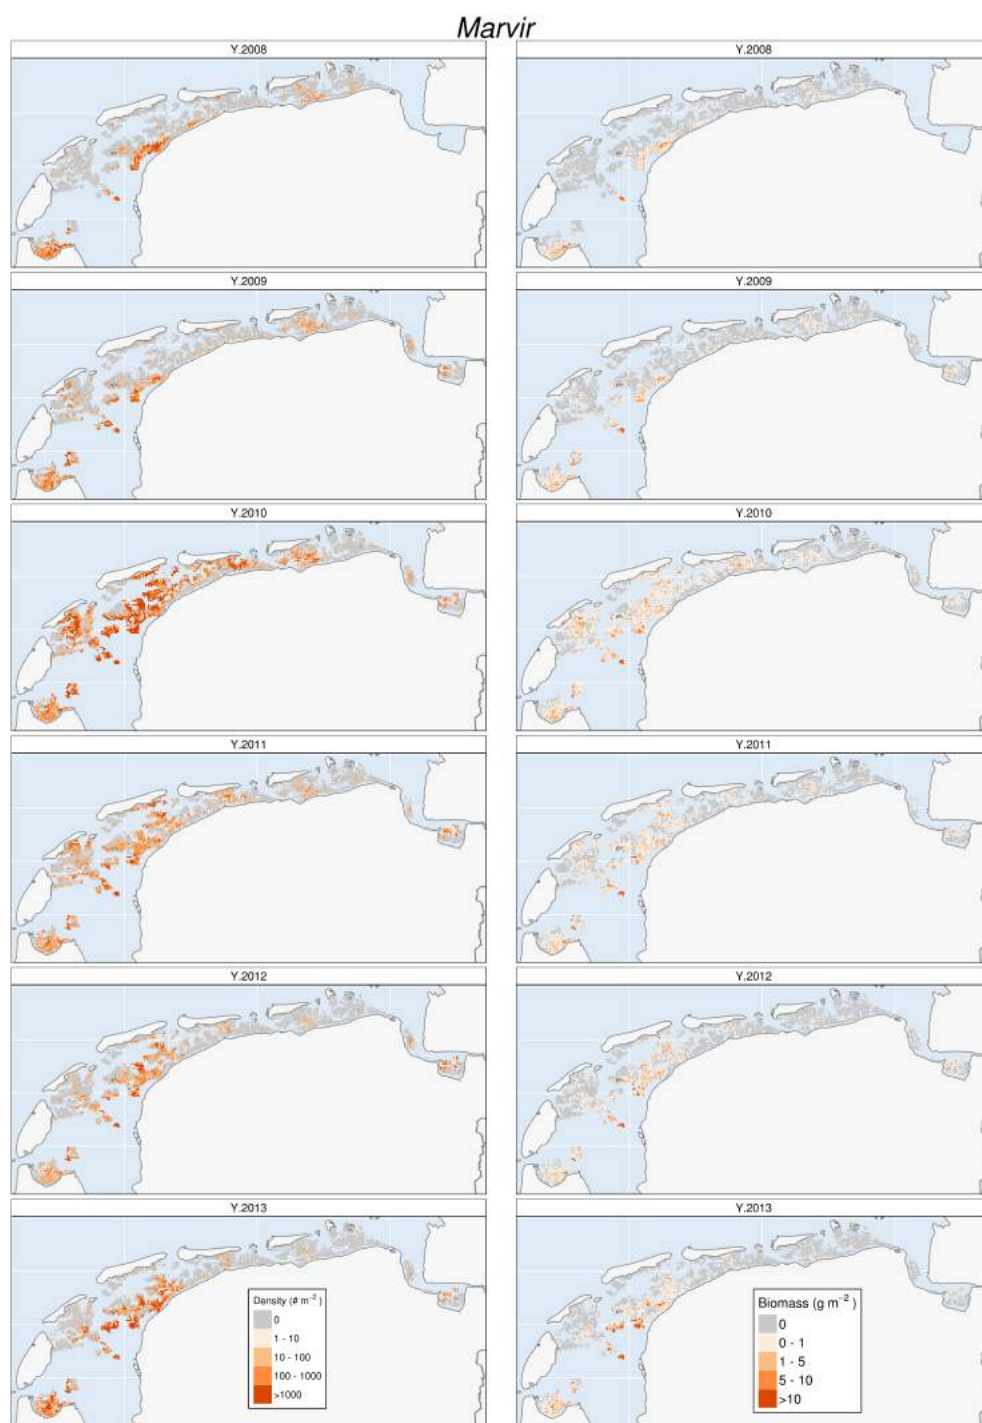 Marvir
Y.2008
Y.2008
Y.2009
Y.2009
Y.2010
Y.2010
Y.2011
Y.2011
Y.2012
Y.2012
Y.2013
Y.2013
Density (# m⁻²)
0
1 - 10
10 - 100
100 - 1000
>1000
Biomass (g m⁻²)
0
0 - 1
1 - 5
5 - 10
>10